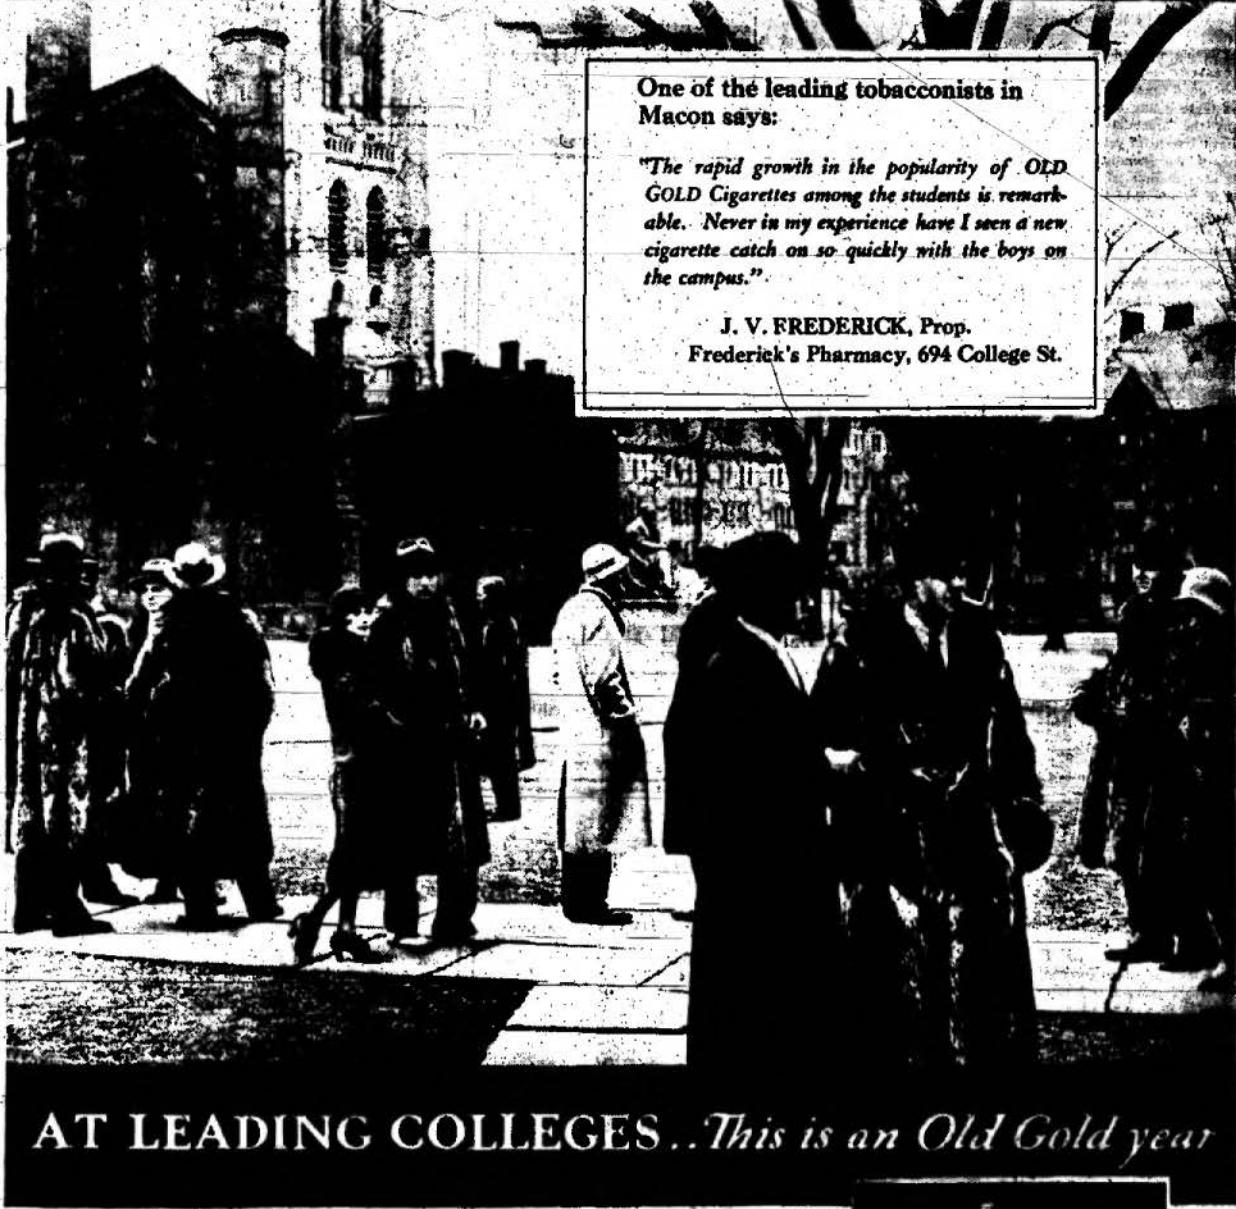 One of the leading tobacconists in
Macon says:
"The rapid growth in the popularity of OLD
GOLD Cigarettes among the students is remark-
able. Never in my experience have I seen a new
cigarette catch on so quickly with the boys on
the campus."
J. V. FREDERICK, Prop.
Frederick's Pharmacy, 694 College St.
AT LEADING COLLEGES..This is an Old Gold year